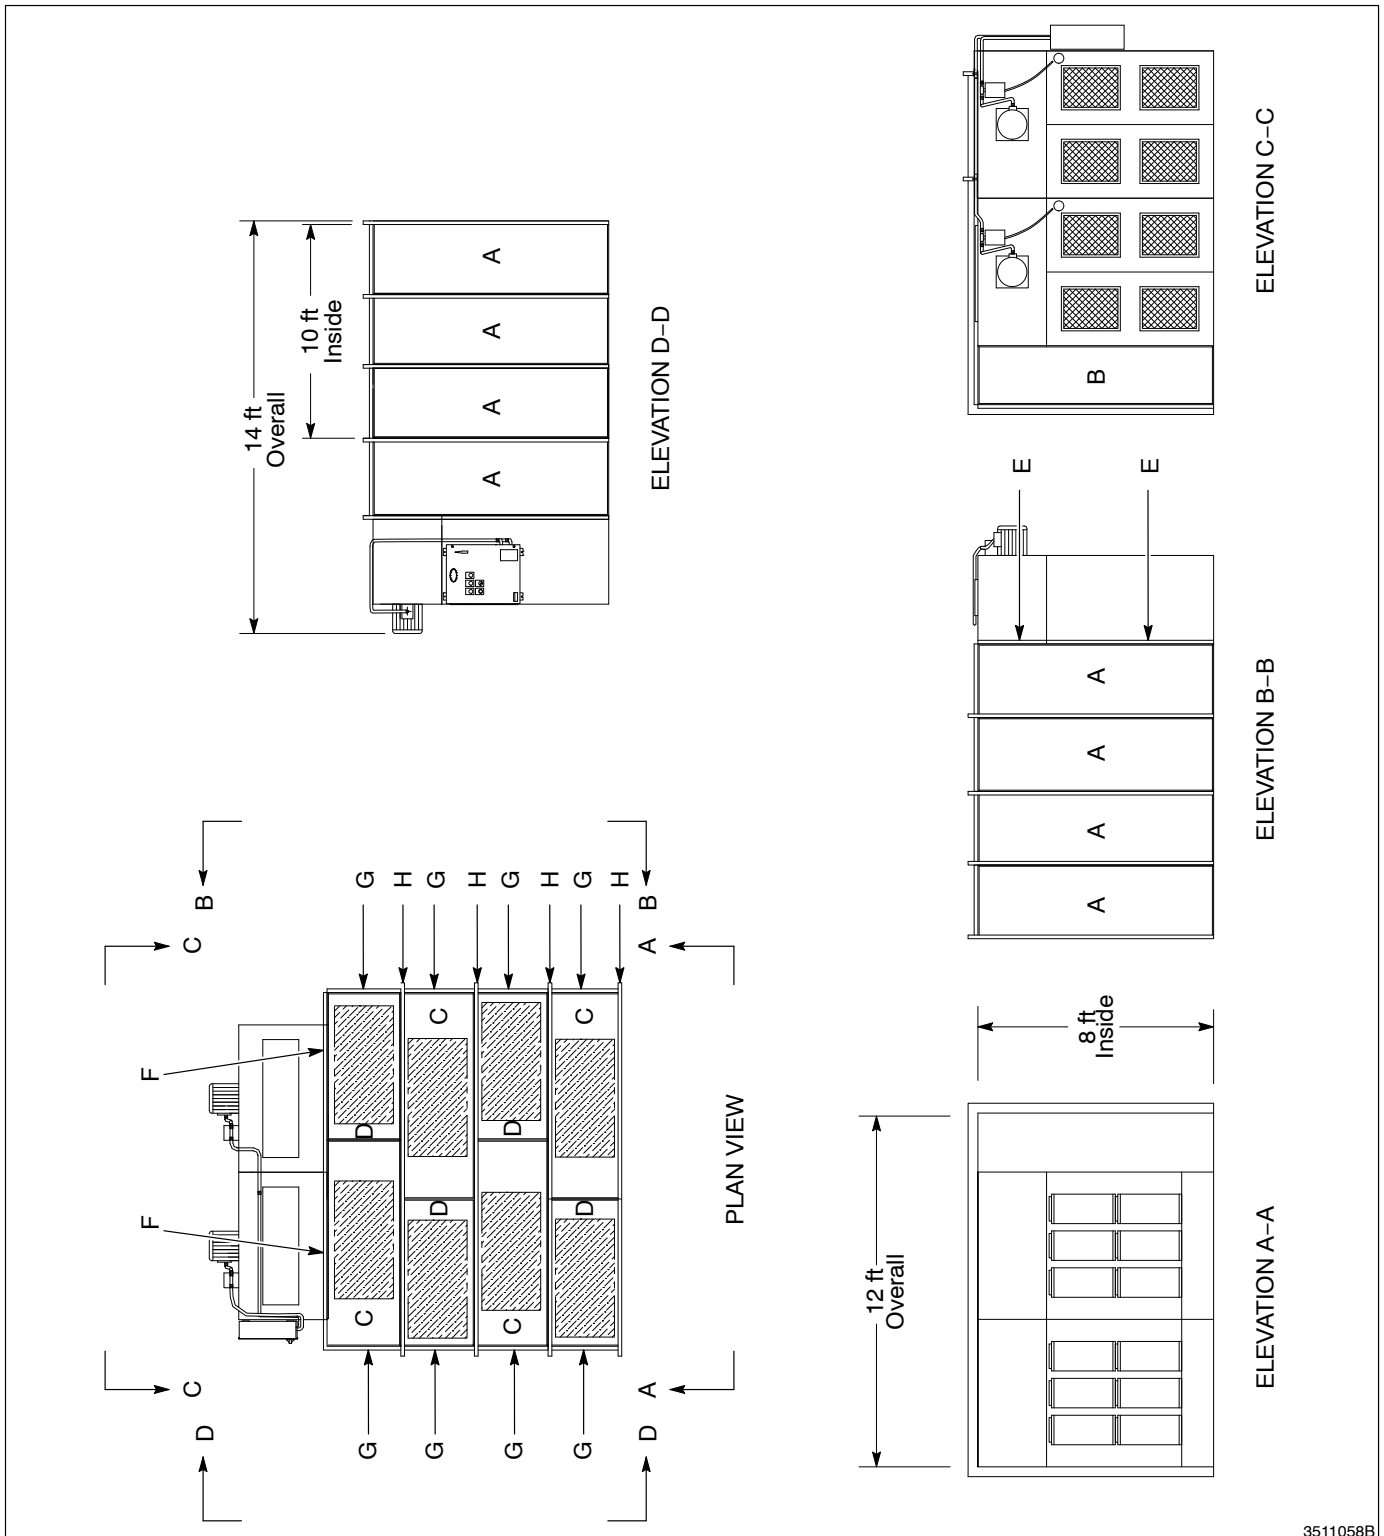 F F
C C
D B
G C D G
H
G D C G
H
G C D G
H
G D C G
H
D A A B
PLAN VIEW
14 ft
Overall
10 ft
Inside
A A A A
ELEVATION D–D
12 ft
Overall
8 ft
Inside
ELEVATION A–A
E
A A A A
E
ELEVATION B–B
B
ELEVATION C–C
3511058B